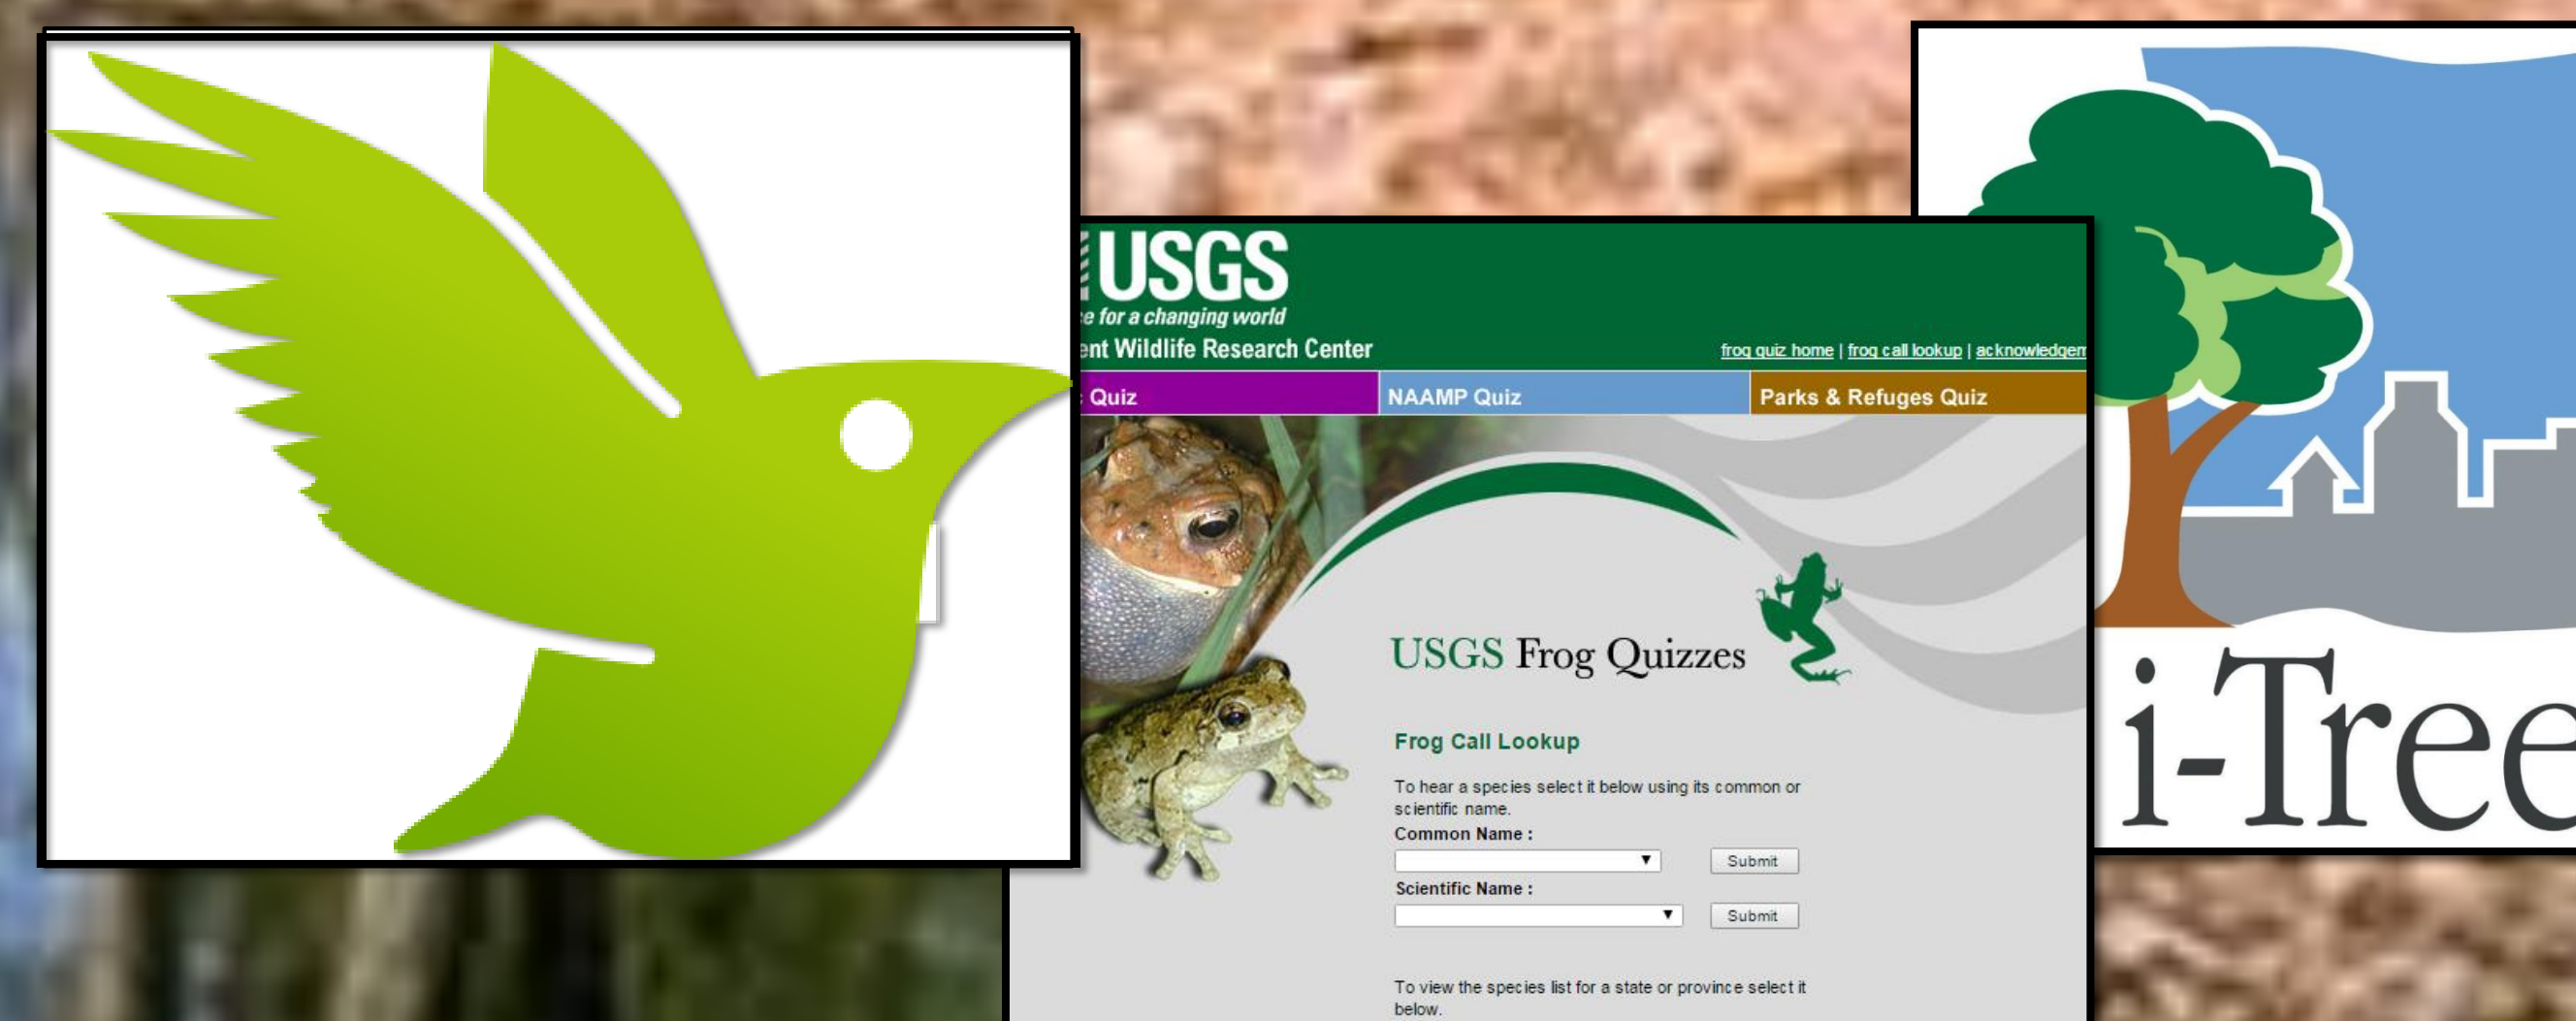 USGS
e for a changing world
ent Wildlife Research Center
frog quiz home | frog call lookup | acknowledgem
Quiz
NAAMP Quiz
Parks & Refuges Quiz
USGS Frog Quizzes
Frog Call Lookup
To hear a species select it below using its common or
scientific name.
Common Name :
Submit
Scientific Name :
Submit
To view the species list for a state or province select it
below.
i-Tree